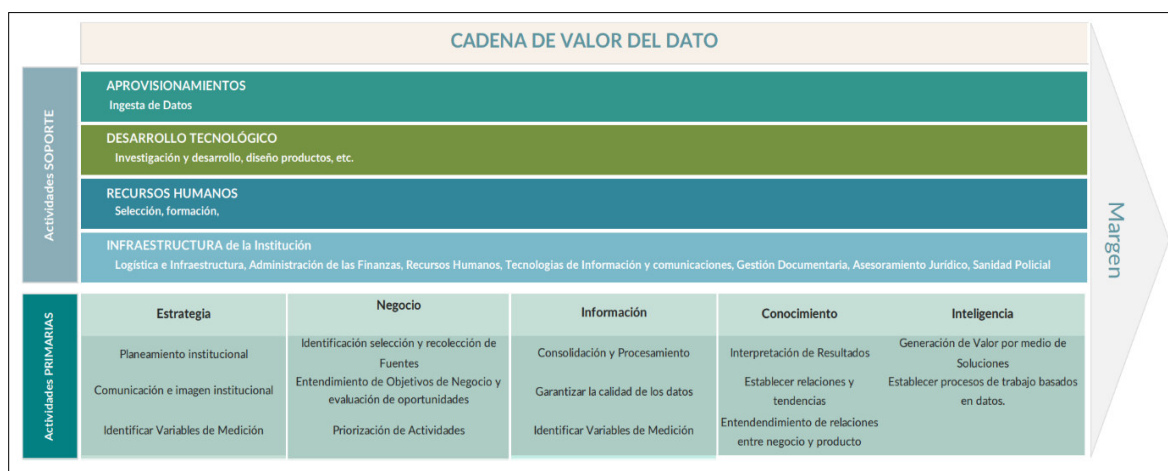 CADENA DE VALOR DEL DATO
Actividades SOPORTE
APROVISIONAMIENTOS
Ingesta de Datos
DESARROLLO TECNOLÓGICO
Investigación y desarrollo, diseño productos, etc.
RECURSOS HUMANOS
Selección, formación,
INFRAESTRUCTURA de la Institución
Logística e Infraestructura, Administración de las Finanzas, Recursos Humanos, Tecnologias de Información y comunicaciones, Gestión Documentaria, Asesoramiento Jurídico, Sanidad Policial
Margen
Actividades PRIMARIAS
Estrategia
Planeamiento institucional
Comunicación e imagen institucional
Identificar Variables de Medición
Negocio
Identificación selección y recolección de
Fuentes
Entendimiento de Objetivos de Negocio y
evaluación de oportunidades
Priorización de Actividades
Información
Consolidación y Procesamiento
Garantizar la calidad de los datos
Identificar Variables de Medición
Conocimiento
Interpretación de Resultados
Establecer relaciones y
tendencias
Entendendimiento de relaciones
entre negocio y producto
Inteligencia
Generación de Valor por medio de
Soluciones
Establecer procesos de trabajo basados
en datos.